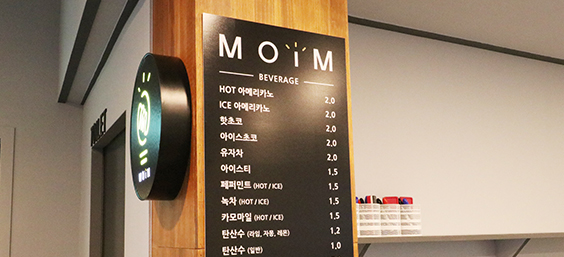 MOiM
BEVERAGE
HOT 아메리카노 2,0
ICE 아메리카노 2,0
핫초코 2,0
아이스초코 2,0
유자차 2,0
아이스티 1,5
페퍼민트 (HOT / ICE) 1,5
녹차 (HOT / ICE) 1,5
카모마일 (HOT / ICE) 1,5
탄산수 (라임, 자몽, 레몬) 1,2
탄산수 (일반) 1,0
MOiM